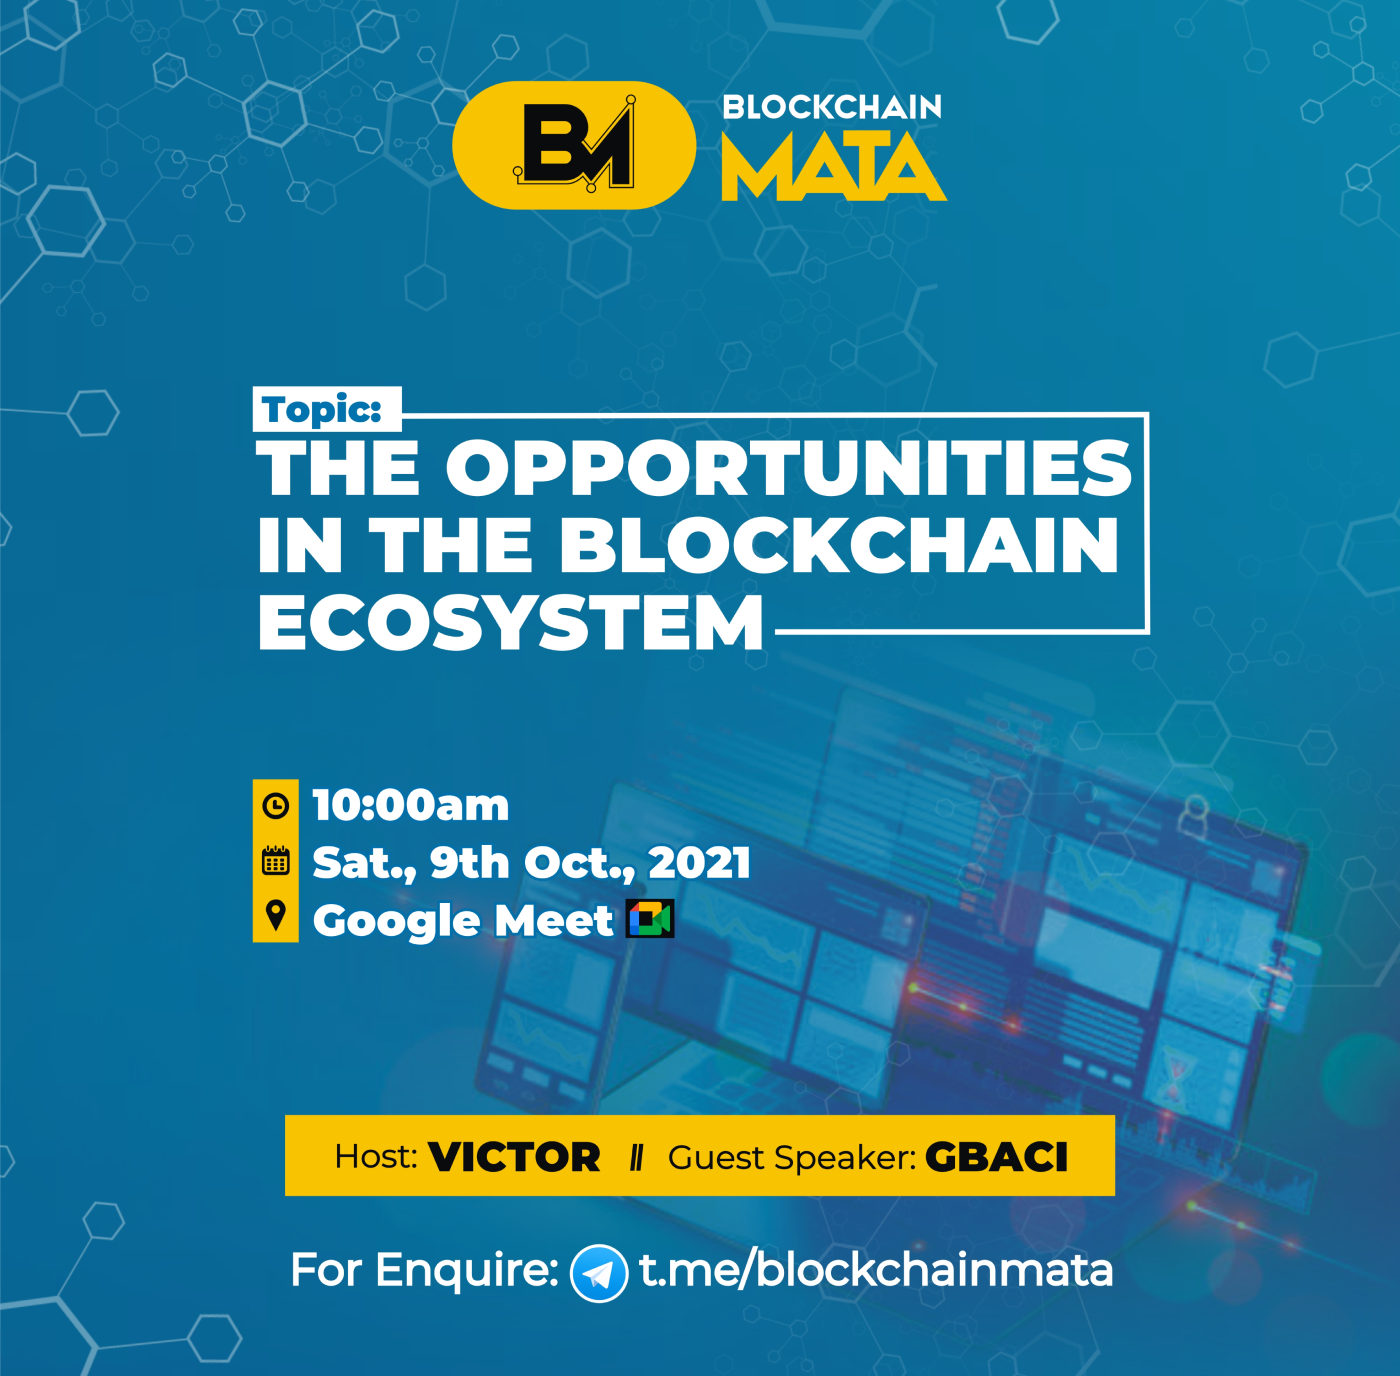 BM
BLOCKCHAIN
MATA
Topic:
THE OPPORTUNITIES
IN THE BLOCKCHAIN
ECOSYSTEM
10:00am
Sat., 9th Oct., 2021
Google Meet
Host: VICTOR // Guest Speaker: GBACI
For Enquire: t.me/blockchainmata